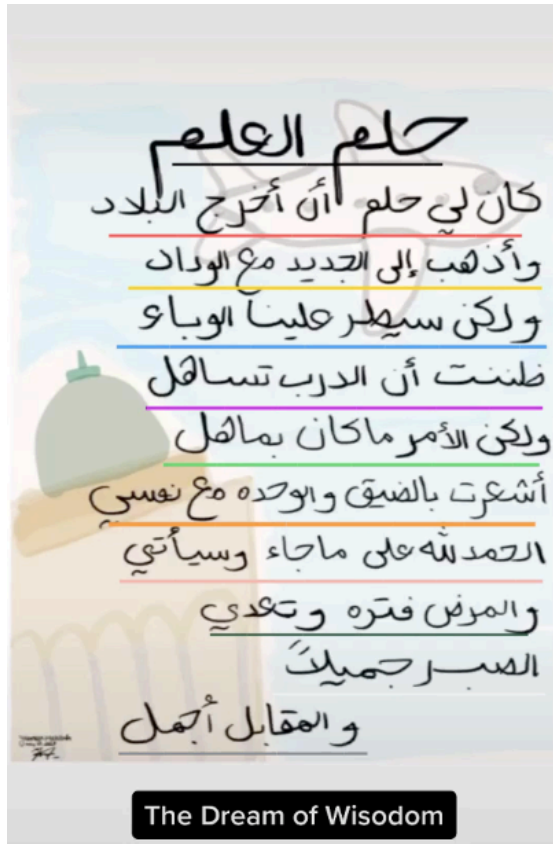 حلم العلم
كان لي حلم أن أخرج البلاد
وأذهب إلى الجديد مع الوداد
ولكن سيطر علينا الوباء
ظننت أن الدرب تساهل
ولكن الأمر ماكان بماهل
أشعرت بالضيق والوحده مع نفسي
الحمدلله على ماجاء وسيأتي
والمرض فتره وتعدي
الصبر جميلاً
والمقابل أجمل
The Dream of Wisodom